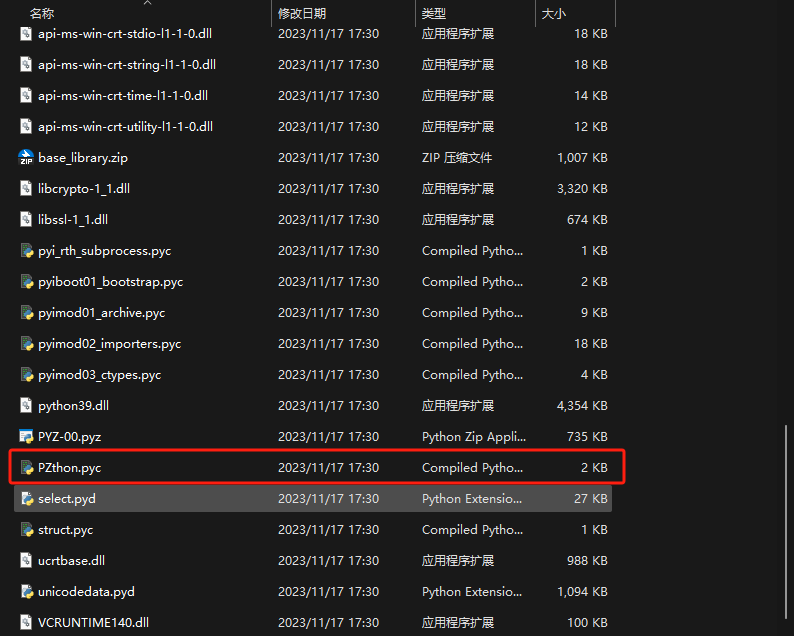 名称 修改日期 类型 大小
api-ms-win-crt-stdio-l1-1-0.dll 2023/11/17 17:30 应用程序扩展 18 KB
api-ms-win-crt-string-l1-1-0.dll 2023/11/17 17:30 应用程序扩展 18 KB
api-ms-win-crt-time-l1-1-0.dll 2023/11/17 17:30 应用程序扩展 14 KB
api-ms-win-crt-utility-l1-1-0.dll 2023/11/17 17:30 应用程序扩展 12 KB
ZIP base_library.zip 2023/11/17 17:30 ZIP 压缩文件 1,007 KB
libcrypto-1_1.dll 2023/11/17 17:30 应用程序扩展 3,320 KB
libssl-1_1.dll 2023/11/17 17:30 应用程序扩展 674 KB
pyi_rth_subprocess.pyc 2023/11/17 17:30 Compiled Pytho... 1 KB
pyiboot01_bootstrap.pyc 2023/11/17 17:30 Compiled Pytho... 2 KB
pyimod01_archive.pyc 2023/11/17 17:30 Compiled Pytho... 9 KB
pyimod02_importers.pyc 2023/11/17 17:30 Compiled Pytho... 18 KB
pyimod03_ctypes.pyc 2023/11/17 17:30 Compiled Pytho... 4 KB
python39.dll 2023/11/17 17:30 应用程序扩展 4,354 KB
PYZ-00.pyz 2023/11/17 17:30 Python Zip Appli... 735 KB
PZthon.pyc 2023/11/17 17:30 Compiled Pytho... 2 KB
select.pyd 2023/11/17 17:30 Python Extensio... 27 KB
struct.pyc 2023/11/17 17:30 Compiled Pytho... 1 KB
ucrtbase.dll 2023/11/17 17:30 应用程序扩展 988 KB
unicodedata.pyd 2023/11/17 17:30 Python Extensio... 1,094 KB
VCRUNTIME140.dll 2023/11/17 17:30 应用程序扩展 100 KB